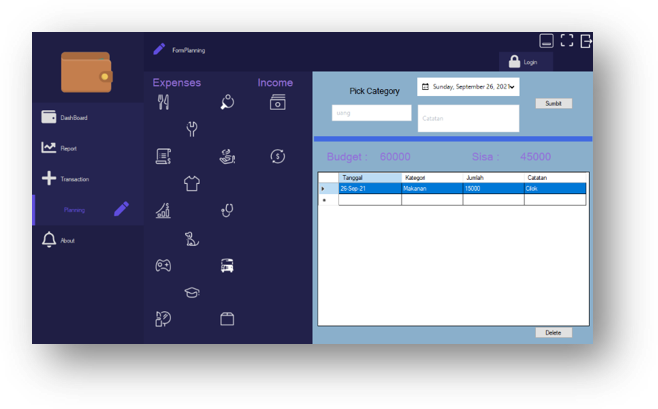 FormPlanning
Login
DashBoard
Report
Transaction
Planning
About
Expenses Income
Pick Category
Sunday, September 26, 2021
uang
Catatan
Sumbit
Budget : 60000 Sisa : 45000
Tanggal Kategori Jumlah Catatan
26-Sep-21 Makanan 15000 Cilok
Delete